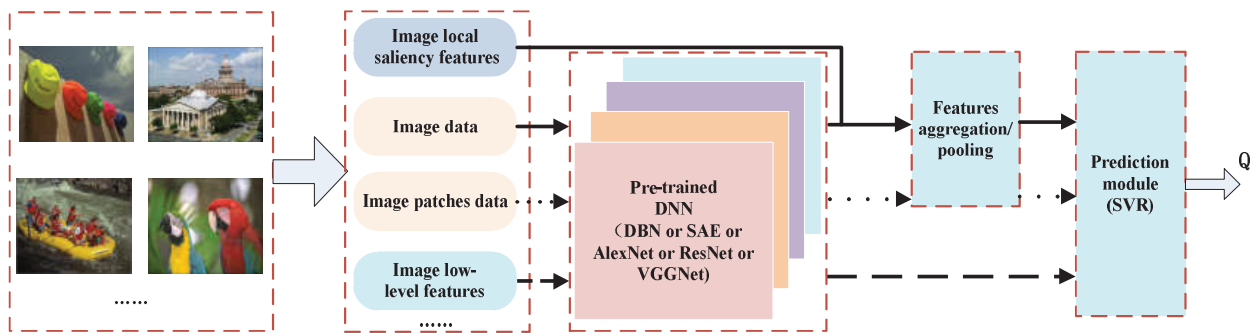 ......
Image local
saliency features
Image data
Image patches data
Image low-
level features
......
Pre-trained
DNN
（DBN or SAE or
AlexNet or ResNet or
VGGNet)
Features
aggregation/
pooling
Prediction
module
(SVR)
Q